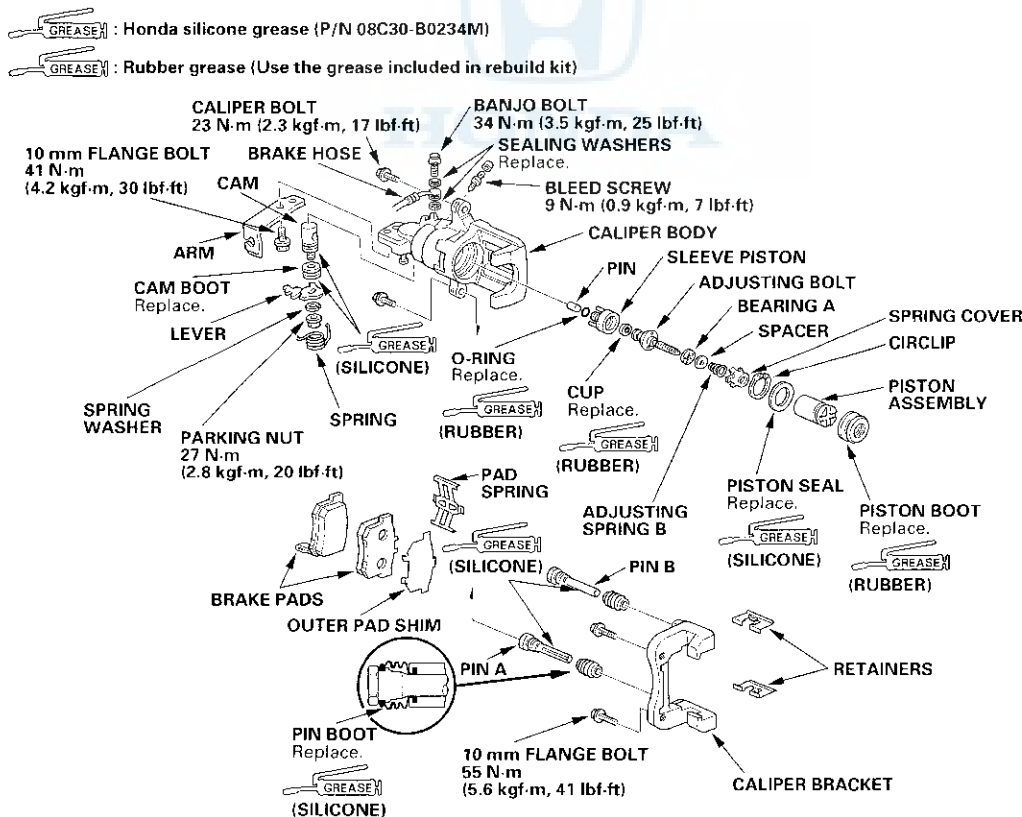 GREASE : Honda silicone grease (P/N 08C30-B0234M)
GREASE : Rubber grease (Use the grease included in rebuild kit)
HONDA
CALIPER BOLT
23 N·m (2.3 kgf·m, 17 lbf·ft)
BANJO BOLT
34 N·m (3.5 kgf·m, 25 lbf·ft)
SEALING WASHERS
Replace.
10 mm FLANGE BOLT
41 N·m
(4.2 kgf·m, 30 lbf·ft)
BRAKE HOSE
CAM
BLEED SCREW
9 N·m (0.9 kgf·m, 7 lbf·ft)
ARM
CALIPER BODY
PIN
SLEEVE PISTON
ADJUSTING BOLT
BEARING A
SPACER
SPRING COVER
CIRCLIP
CAM BOOT
Replace.
LEVER
GREASE
(SILICONE)
O-RING
Replace.
GREASE
(RUBBER)
CUP
Replace.
GREASE
(RUBBER)
PISTON
ASSEMBLY
SPRING
WASHER
SPRING
PARKING NUT
27 N·m
(2.8 kgf·m, 20 lbf·ft)
PAD
SPRING
ADJUSTING
SPRING B
PISTON SEAL
Replace.
GREASE
(SILICONE)
PISTON BOOT
Replace.
GREASE
(RUBBER)
GREASE
(SILICONE)
PIN B
BRAKE PADS
OUTER PAD SHIM
PIN A
RETAINERS
PIN BOOT
Replace.
GREASE
(SILICONE)
10 mm FLANGE BOLT
55 N·m
(5.6 kgf·m, 41 lbf·ft)
CALIPER BRACKET